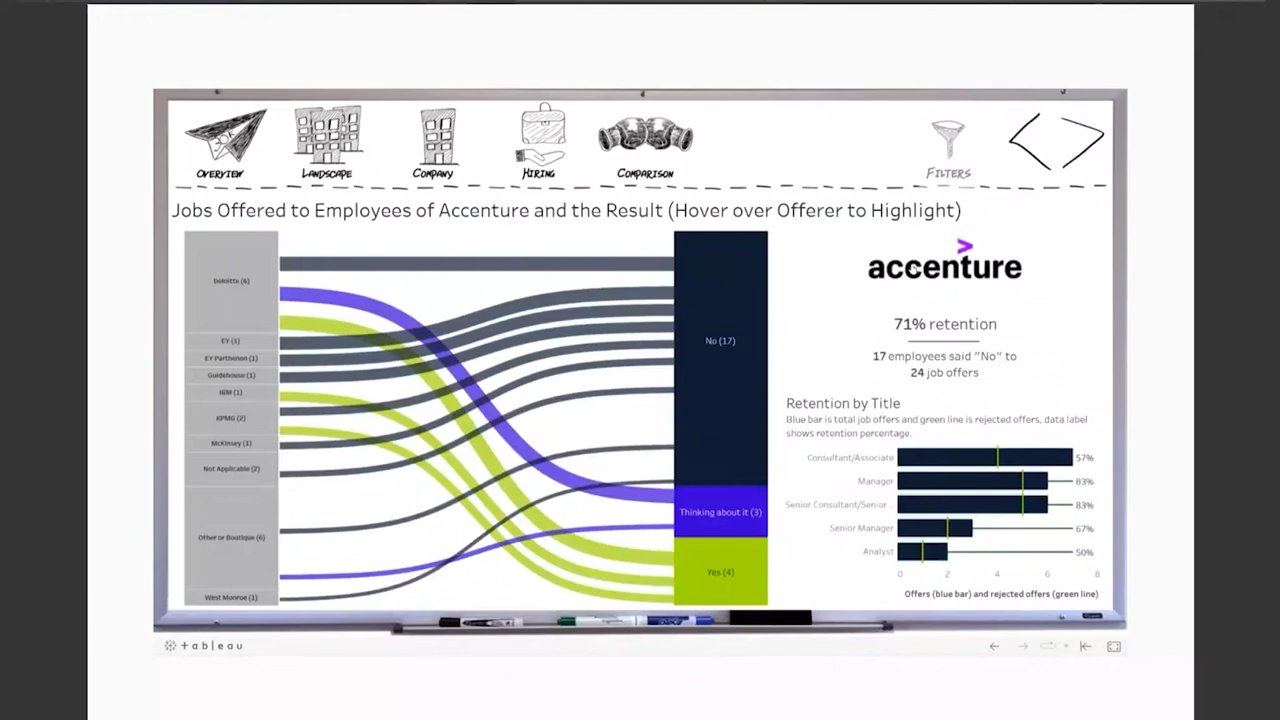 OVERVIEW
LANDSCAPE
COMPANY
HIRING
COMPARISON
FILTERS
Jobs Offered to Employees of Accenture and the Result (Hover over Offerer to Highlight)
Deloitte (6)
EY (1)
EY Parthenon (1)
Guidehouse (1)
IBM (1)
KPMG (2)
McKinsey (1)
Not Applicable (2)
Other or Boutique (6)
West Monroe (1)
No (17)
Thinking about it (3)
Yes (4)
accenture
71% retention
17 employees said "No" to
24 job offers
Retention by Title
Blue bar is total job offers and green line is rejected offers, data label
shows retention percentage.
Consultant/Associate 57%
Manager 83%
Senior Consultant/Senior .. 83%
Senior Manager 67%
Analyst 50%
0 2 4 6 8
Offers (blue bar) and rejected offers (green line)
+ableau